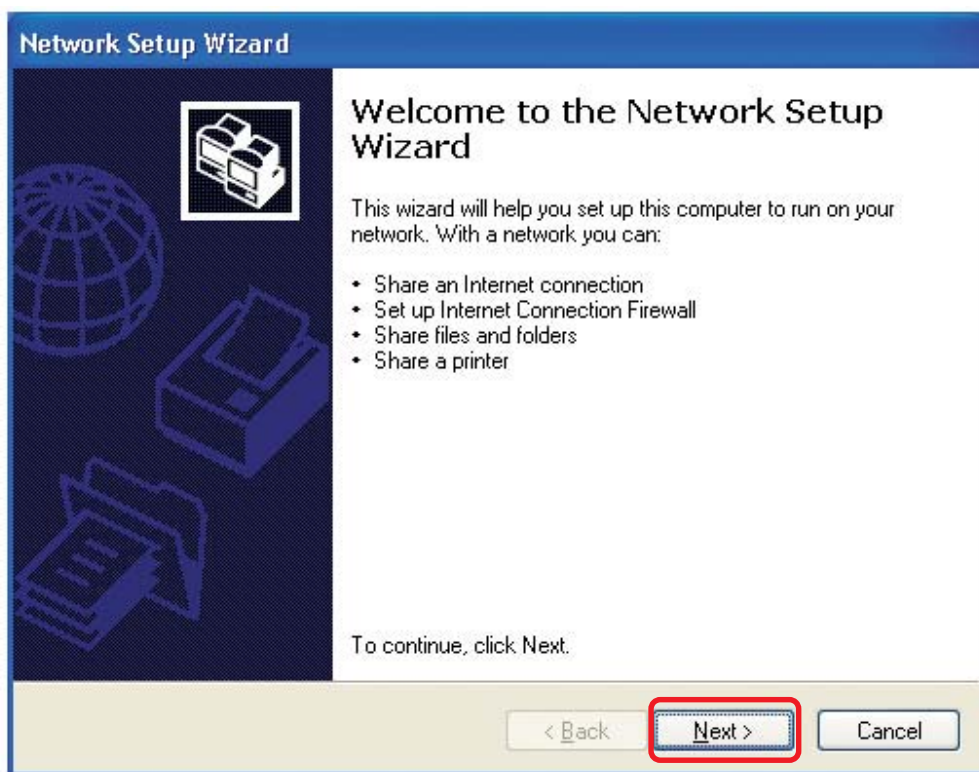 Network Setup Wizard
Welcome to the Network Setup
Wizard
This wizard will help you set up this computer to run on your
network. With a network you can:
• Share an Internet connection
• Set up Internet Connection Firewall
• Share files and folders
• Share a printer
To continue, click Next.
< Back Next > Cancel